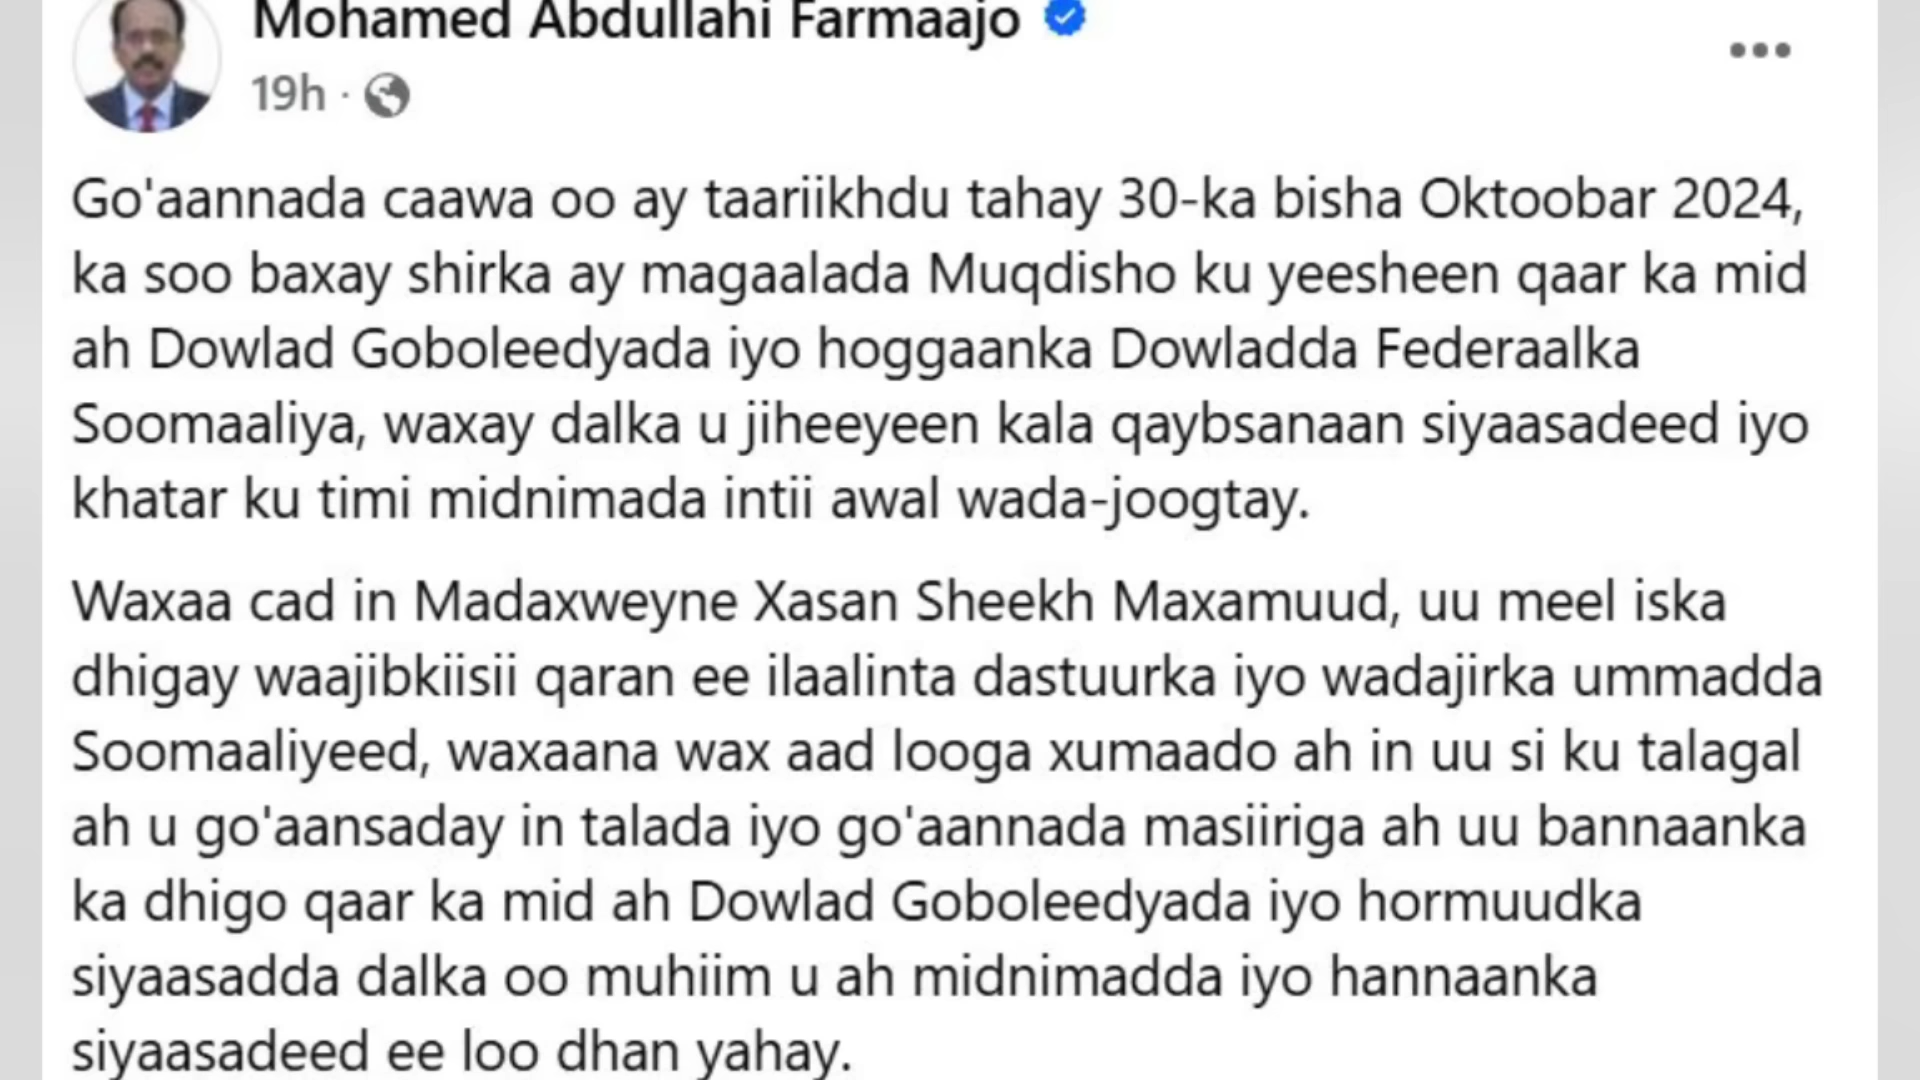 Mohamed Abdullahi Farmaajo
19h ·
Go'aannada caawa oo ay taariikhdu tahay 30-ka bisha Oktoobar 2024,
ka soo baxay shirka ay magaalada Muqdisho ku yeesheen qaar ka mid
ah Dowlad Goboleedyada iyo hoggaanka Dowladda Federaalka
Soomaaliya, waxay dalka u jiheeyeen kala qaybsanaan siyaasadeed iyo
khatar ku timi midnimada intii awal wada-joogtay.
Waxaa cad in Madaxweyne Xasan Sheekh Maxamuud, uu meel iska
dhigay waajibkiisii qaran ee ilaalinta dastuurka iyo wadajirka ummadda
Soomaaliyeed, waxaana wax aad looga xumaado ah in uu si ku talagal
ah u go'aansaday in talada iyo go'aannada masiiriga ah uu bannaanka
ka dhigo qaar ka mid ah Dowlad Goboleedyada iyo hormuudka
siyaasadda dalka oo muhiim u ah midnimadda iyo hannaanka
siyaasadeed ee loo dhan yahay.